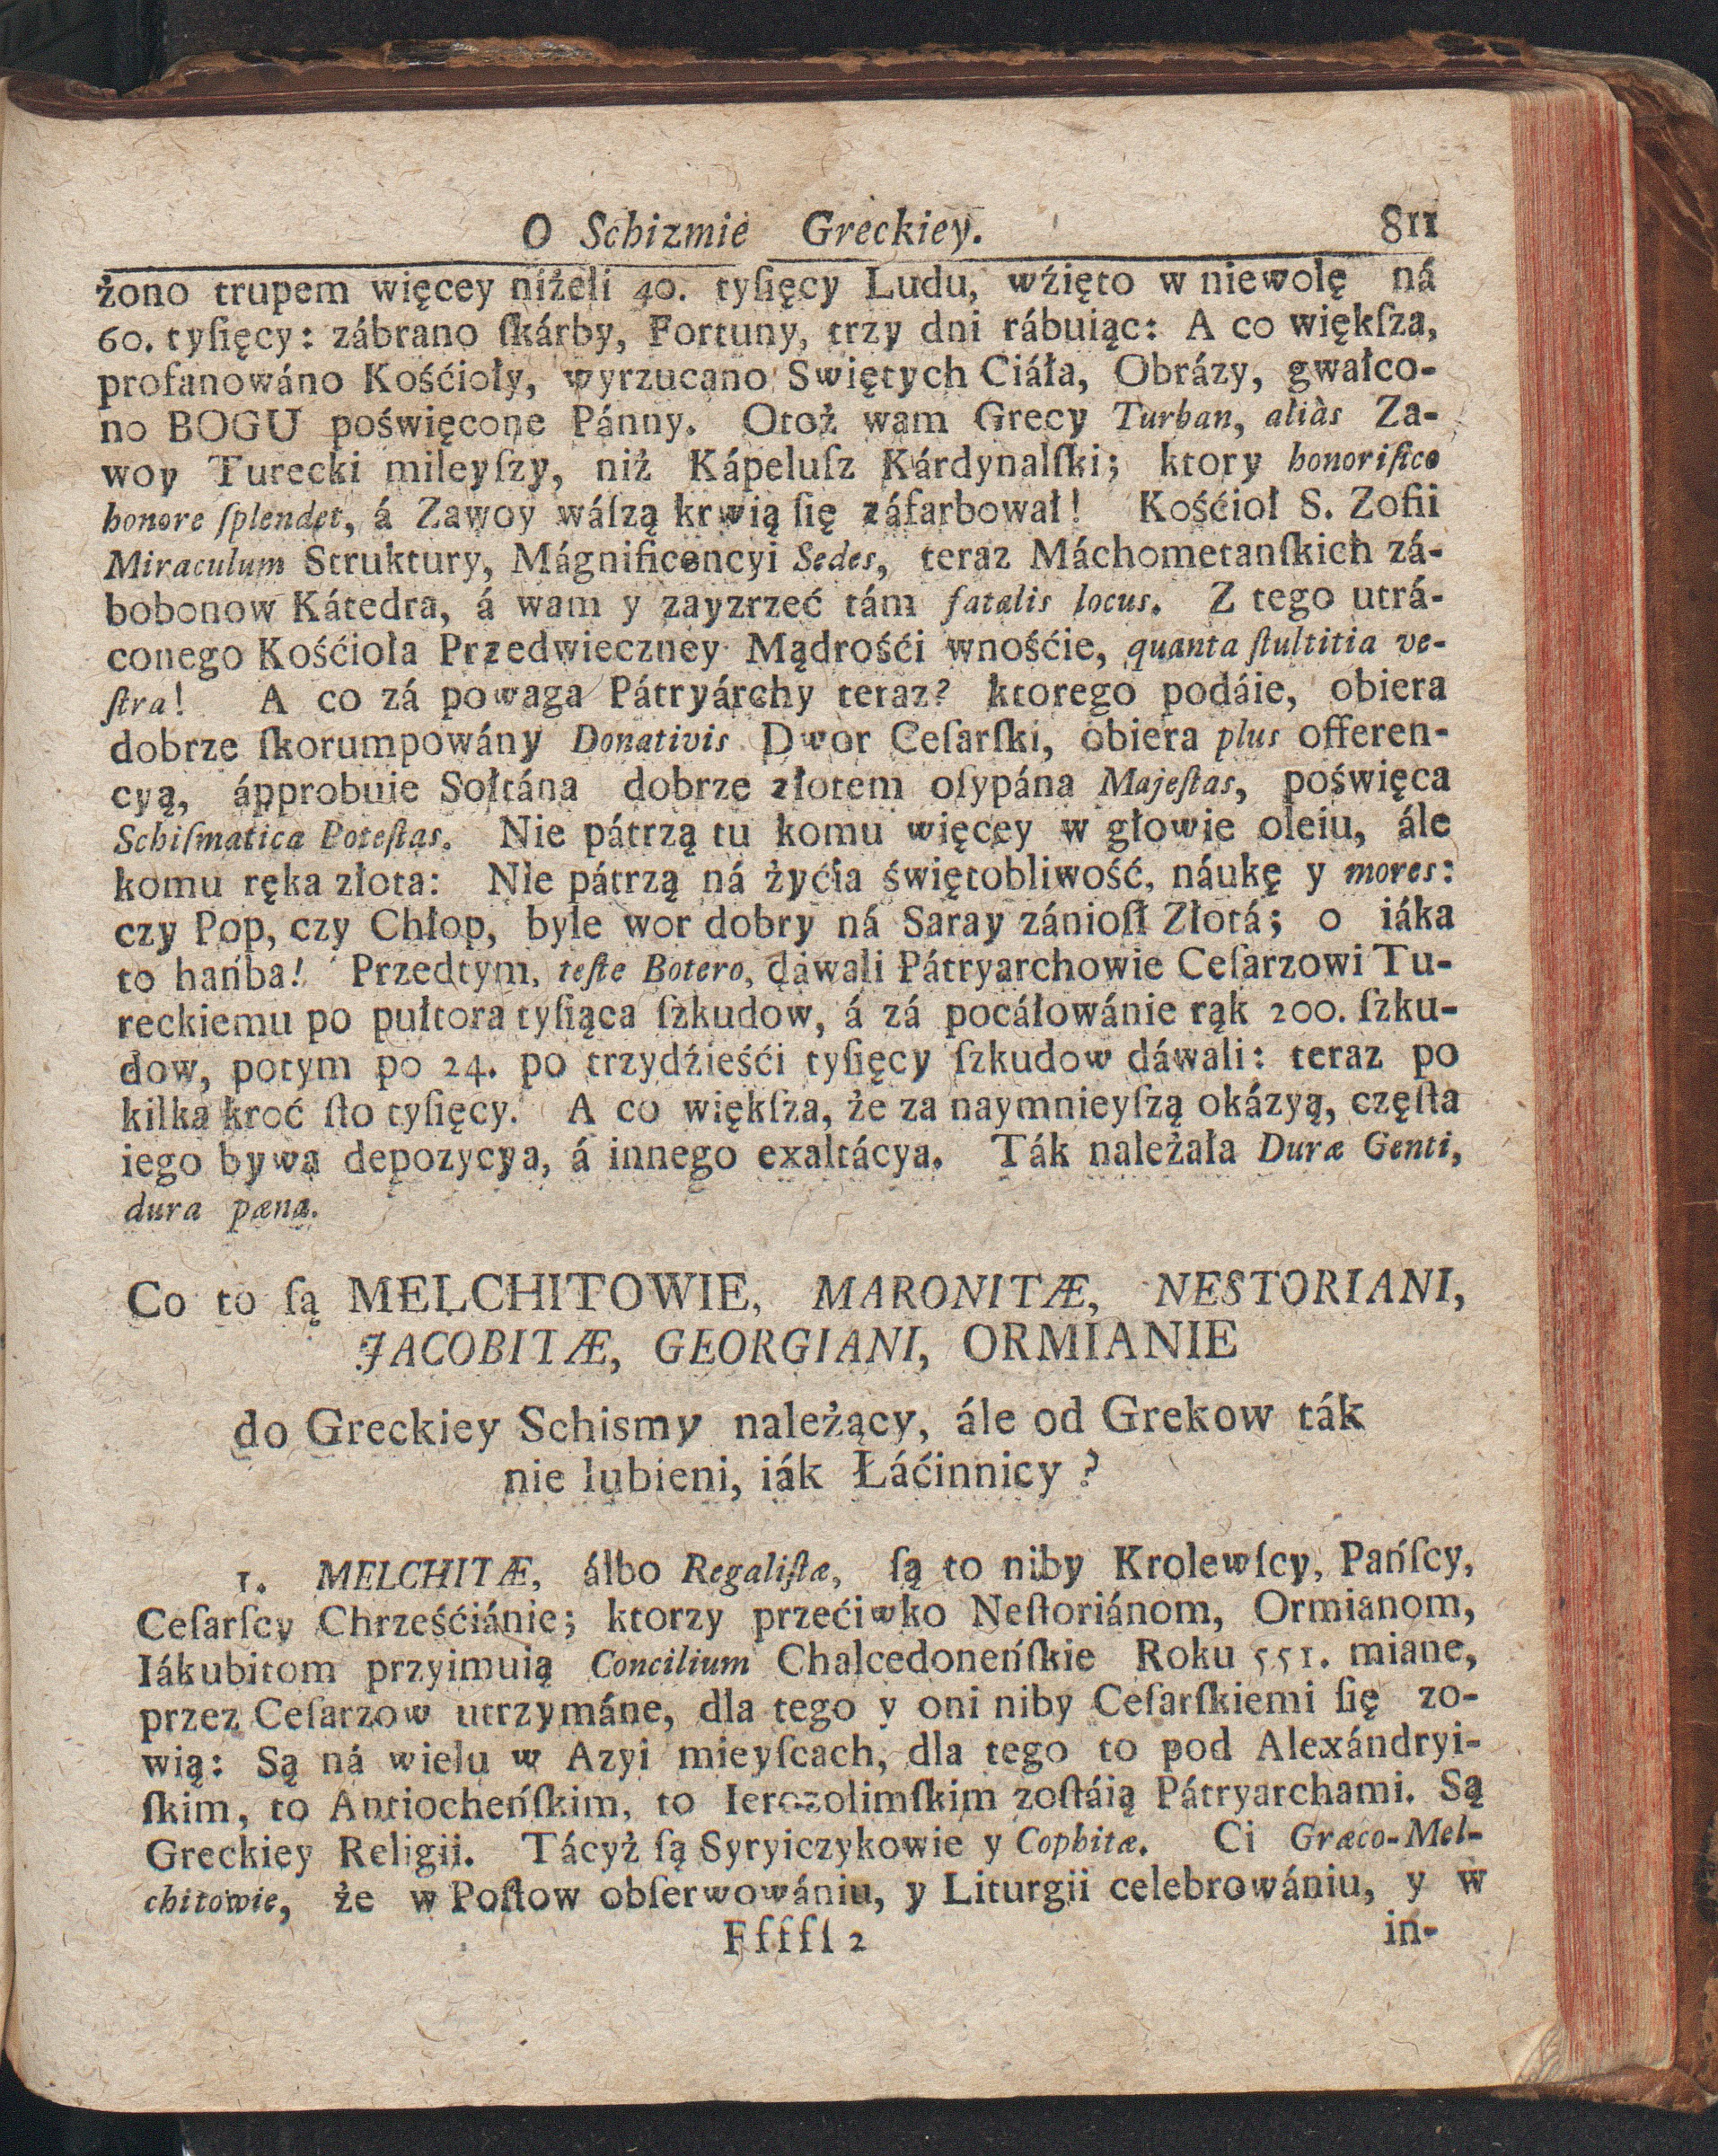 O Schizmie Greckiey. 811
żono trupem więcey niżeli 40. tyſięcy Ludu, wźięto w niewolę ná
60. tyſięcy: zábrano ſkárby, Fortuny, trzy dni rábuiąc: A co większa,
profanowáno Kośćioły, wyrzucano Swiętych Ciáła, Obrázy, gwałco-
no BOGU poświęcone Pánny. Otoż wam Grecy Turban, aliàs Za-
woy Turecki mileyſzy, niż Kápeluſz Kárdynalſki; ktory honorifico
honore ſplendet, á Zawoy wáſzą krwią ſię záfarbował! Kośćioł S. Zofii
Miraculum Struktury, Mágnificencyi Sedes, teraz Máchometanſkich zá-
bobonow Kátedra, á wam y zayzrzeć tám fatalis locus. Z tego utrá-
conego Kośćioła Przedwieczney Mądrośći wnośćie, quanta ſtultitia ve-
ſtra! A co zá powaga Pátryárchy teraz? ktorego podáie, obiera
dobrze ſkorumpowány Donativis Dwor Ceſarſki, obiera plus offeren-
cyą, ápprobuie Sołtána dobrze złotem oſypána Majeſtas, poświęca
Schiſmatica Poteſtas. Nie pátrzą tu komu więcey w głowie oleiu, ále
komu ręka złota: Nie pátrzą ná żyćia świętobliwość, náukę y mores:
czy Pop, czy Chłop, byle wor dobry ná Saray zánioſł Złotá; o iáka
to hańba! Przedtym, teſte Botero, dáwali Pátryarchowie Ceſarzowi Tu-
reckiemu po pułtora tyſiąca ſzkudow, á zá pocáłowánie rąk 200. ſzku-
dow, potym po 24. po trzydźieśći tyſięcy ſzkudow dáwali: teraz po
kilka kroć ſto tyſięcy. A co więkſza, że za naymnieyſzą okázyą, częſta
iego bywa depozycya, á innego exaltácya. Ták należała Duræ Genti,
dura pœna.
Co to ſą MELCHITOWIE, MARONITÆ, NESTORIANI,
JACOBITÆ, GEORGIANI, ORMIANIE
do Greckiey Schismy należący, ále od Grekow ták
nie lubieni, iák Łáćinnicy?
1. MELCHITÆ, álbo Regaliſtæ, ſą to niby Krolewſcy, Pańſcy,
Ceſarſcy Chrześćiánie; ktorzy przećiwko Neſtoriánom, Ormianom,
Iákubitom przyimuią Concilium Chalcedoneńſkie Roku 551. miane,
przez Ceſarzow utrzymáne, dla tego y oni niby Ceſarſkiemi ſię zo-
wią: Są ná wielu w Azyi mieyſcach, dla tego to pod Alexándryi-
ſkim, to Antiocheńſkim, to Ierozolimſkim zoſtáią Pátryarchami. Są
Greckiey Religii. Tácyż ſą Syryiczykowie y Cophitæ. Ci Græco-Mel-
chitowie, że w Poſtow obſerwowániu, y Liturgii celebrowániu, y w
Fffffl 2 in-